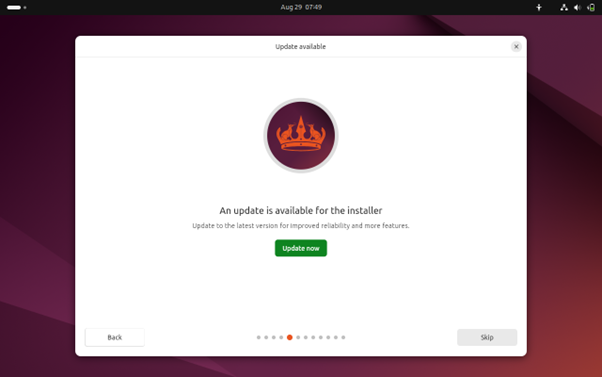 Aug 29 07:49
Update available
An update is available for the installer
Update to the latest version for improved reliability and more features.
Update now
Back
Skip